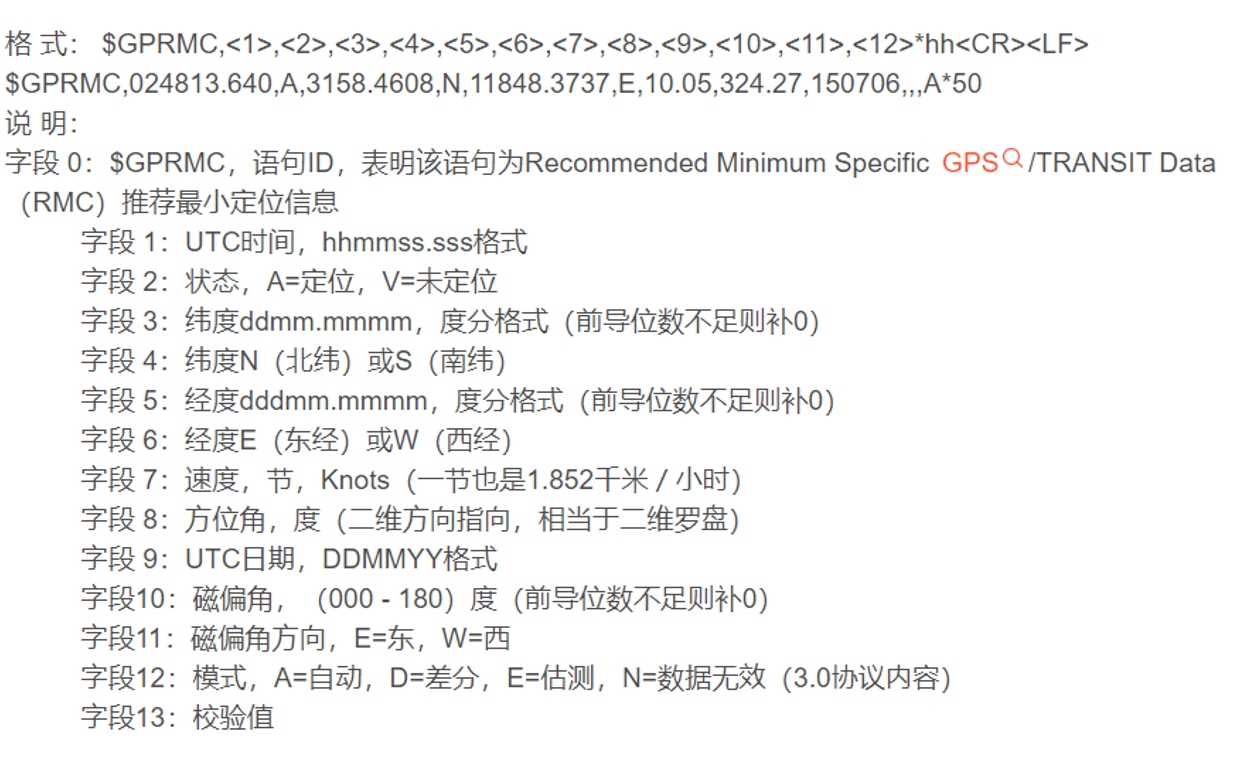 格 式： $GPRMC,<1>,<2>,<3>,<4>,<5>,<6>,<7>,<8>,<9>,<10>,<11>,<12>*hh<CR><LF>
$GPRMC,024813.640,A,3158.4608,N,11848.3737,E,10.05,324.27,150706,,,A*50
说 明：
字段 0：$GPRMC，语句ID，表明该语句为Recommended Minimum Specific GPS/TRANSIT Data
（RMC）推荐最小定位信息
字段 1：UTC时间，hhmmss.sss格式
字段 2：状态，A=定位，V=未定位
字段 3：纬度ddmm.mmmm，度分格式（前导位数不足则补0）
字段 4：纬度N（北纬）或S（南纬）
字段 5：经度dddmm.mmmm，度分格式（前导位数不足则补0）
字段 6：经度E（东经）或W（西经）
字段 7：速度，节，Knots（一节也是1.852千米／小时）
字段 8：方位角，度（二维方向指向，相当于二维罗盘）
字段 9：UTC日期，DDMMYY格式
字段10：磁偏角，（000 - 180）度（前导位数不足则补0）
字段11：磁偏角方向，E=东，W=西
字段12：模式，A=自动，D=差分，E=估测，N=数据无效（3.0协议内容）
字段13：校验值